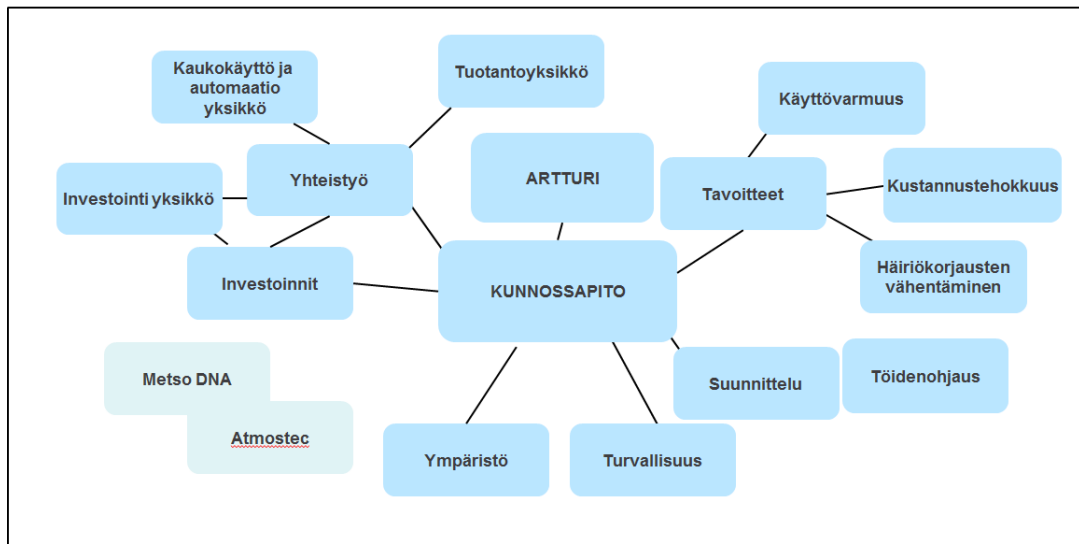 Kaukokäyttö ja
automaatio
yksikkö
Tuotantoyksikkö
Käyttövarmuus
Yhteistyö
ARTTURI
Tavoitteet
Kustannustehokkuus
Investointi yksikkö
Investoinnit
KUNNOSSAPITO
Häiriökorjausten
vähentäminen
Metso DNA
Atmostec
Suunnittelu
Töidenohjaus
Ympäristö
Turvallisuus